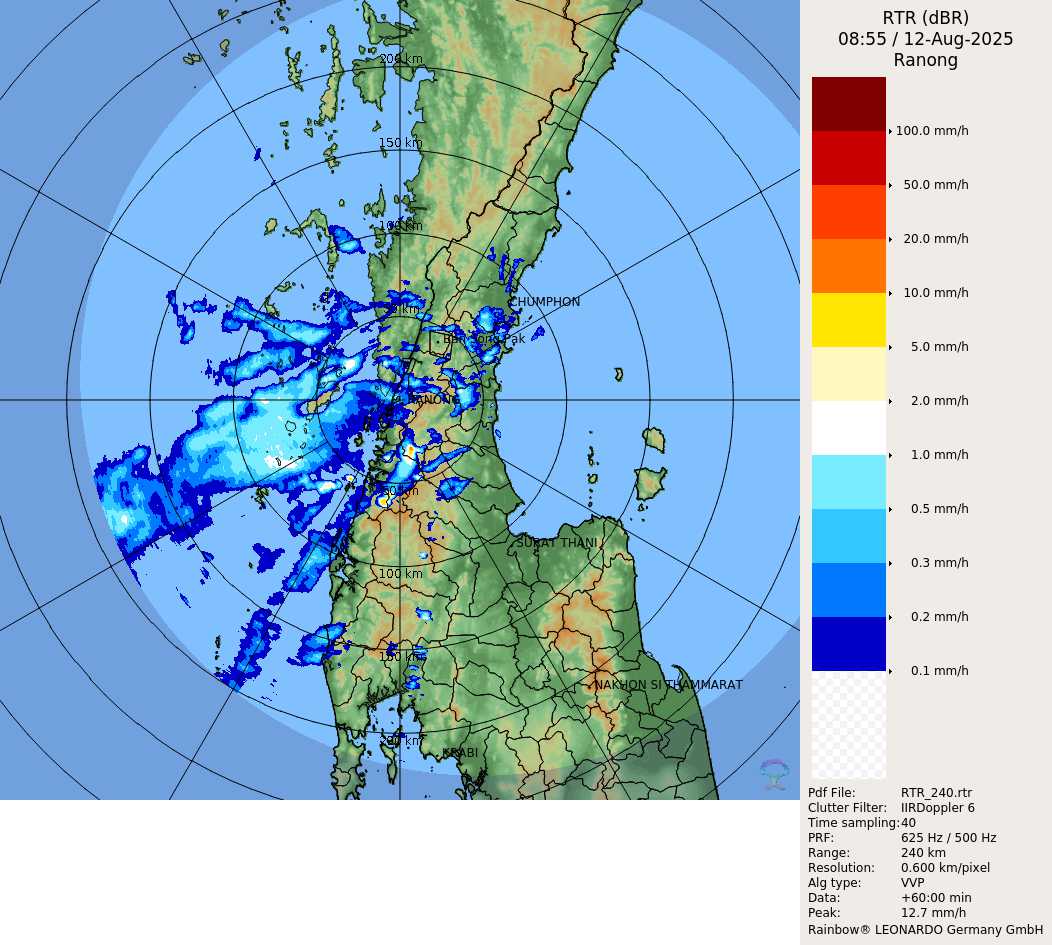 RTR (dBR)
08:55 / 12-Aug-2025
Ranong
100.0 mm/h
50.0 mm/h
20.0 mm/h
10.0 mm/h
5.0 mm/h
2.0 mm/h
1.0 mm/h
0.5 mm/h
0.3 mm/h
0.2 mm/h
0.1 mm/h
200 km
150 km
100 km
50 km
CHUMPHON
Pak
RANONG
50 km
SURAT THANI
100 km
150 km
NAKHON SI THAMMARAT
200 km
KRABI
Pdf File: RTR_240.rtr
Clutter Filter: IIRDoppler 6
Time sampling:40
PRF: 625 Hz / 500 Hz
Range: 240 km
Resolution: 0.600 km/pixel
Alg type: VVP
Data: +60:00 min
Peak: 12.7 mm/h
Rainbow® LEONARDO Germany GmbH